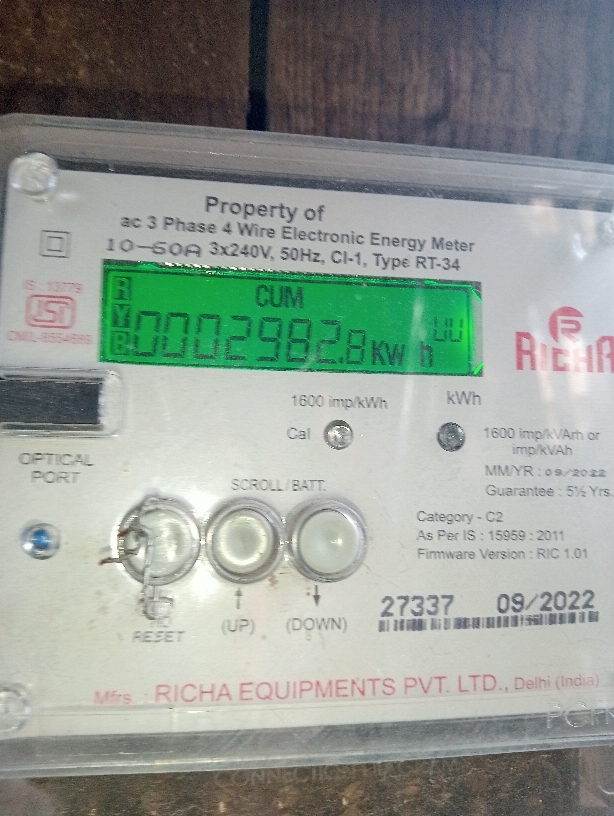 Property of
ac 3 Phase 4 Wire Electronic Energy Meter
10-60A 3x240V, 50Hz, Cl-1, Type RT-34
IS : 13779
ISI
R
Y
B
CUM
0002982.8 KW h
RICHA
1600 imp/kWh
kWh
Cal
1600 imp/kVArh or
imp/kVAh
OPTICAL
PORT
MM/YR : 09/2022
Guarantee : 5½ Yrs.
SCROLL/BATT.
Category - C2
As Per IS : 15959 : 2011
Firmware Version : RIC 1.01
RESET
(UP)
(DOWN)
27337 09/2022
Mfrs. : RICHA EQUIPMENTS PVT. LTD., Delhi (India)